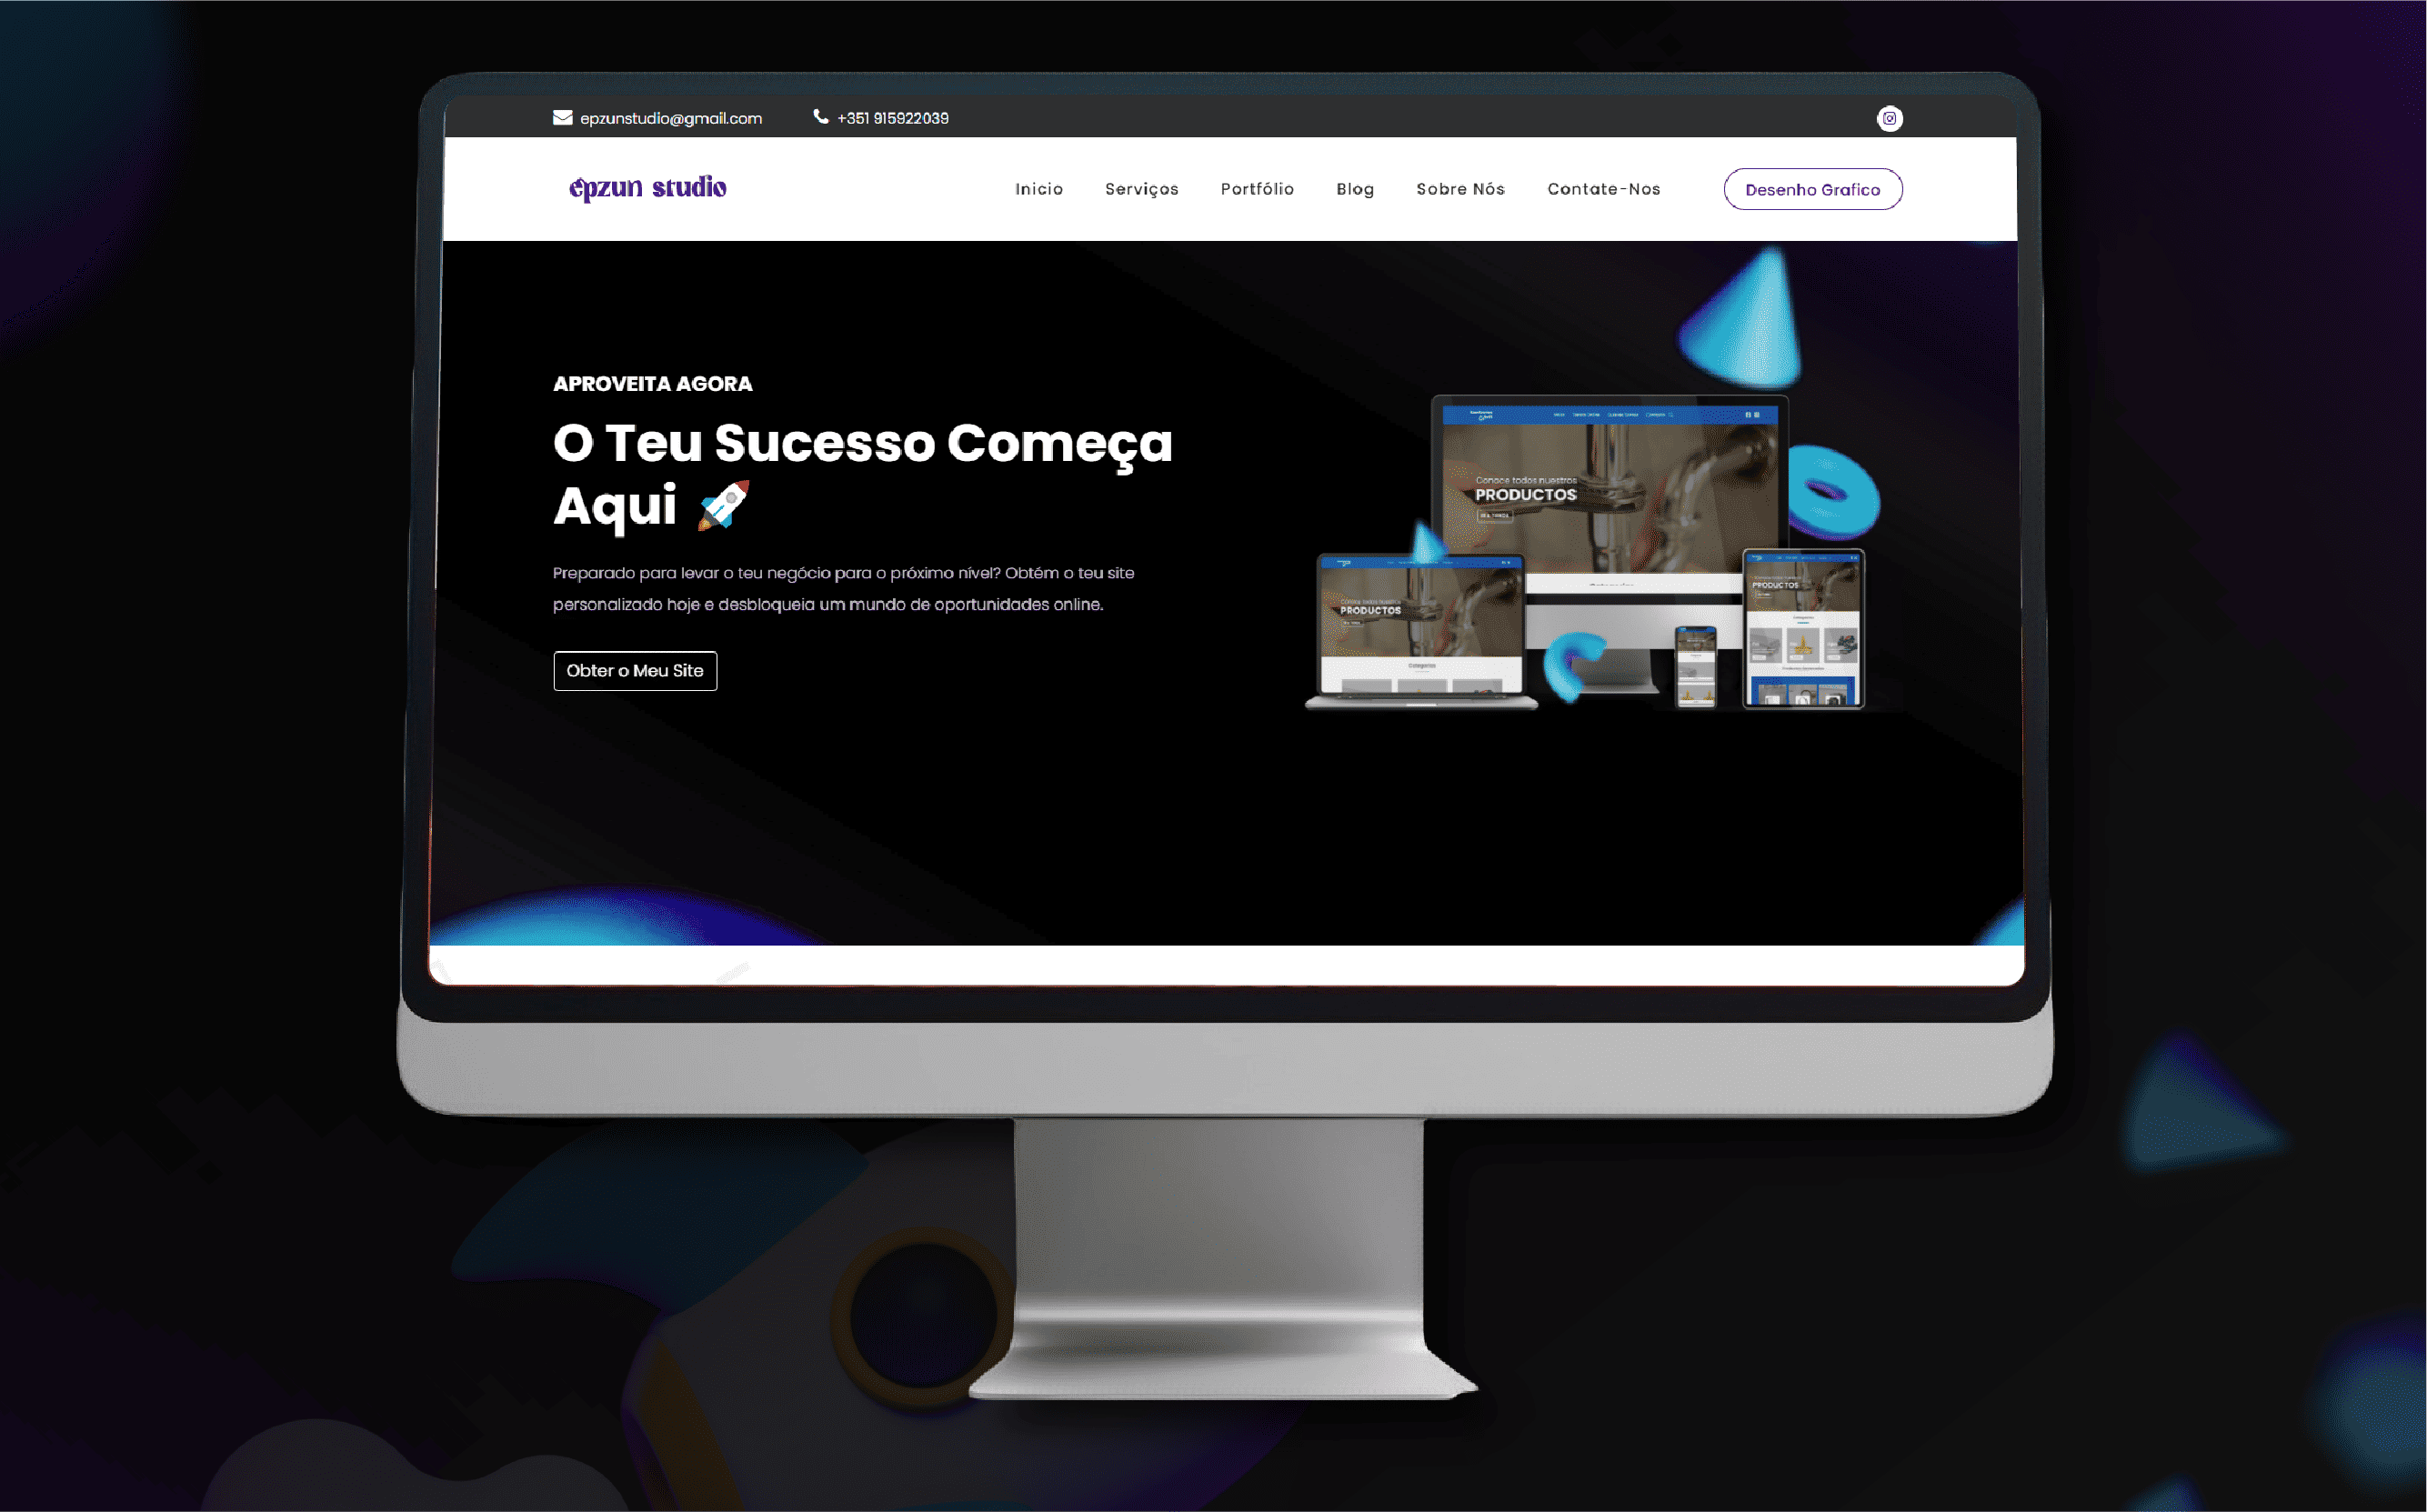 epzunstudio@gmail.com
+351 915922039
epzun studio
Inicio
Serviços
Portfólio
Blog
Sobre Nós
Contate-Nos
Desenho Grafico
APROVEITA AGORA
O Teu Sucesso Começa
Aqui 🚀
Preparado para levar o teu negócio para o próximo nível? Obtém o teu site
personalizado hoje e desbloqueia um mundo de oportunidades online.
Obter o Meu Site
Conoce todos nuestros
PRODUCTOS
PRODUCTOS
Categorias
PRODUCTOS